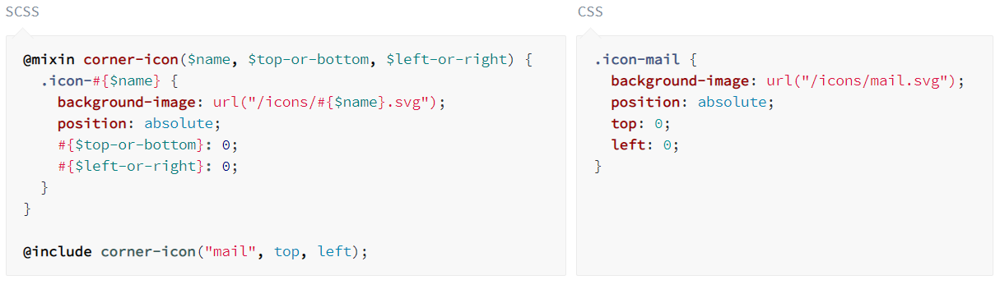 SCSS
@mixin corner-icon($name, $top-or-bottom, $left-or-right) {
  .icon-#{$name} {
    background-image: url("/icons/#{$name}.svg");
    position: absolute;
    #{$top-or-bottom}: 0;
    #{$left-or-right}: 0;
  }
}

@include corner-icon("mail", top, left);
CSS
.icon-mail {
  background-image: url("/icons/mail.svg");
  position: absolute;
  top: 0;
  left: 0;
}